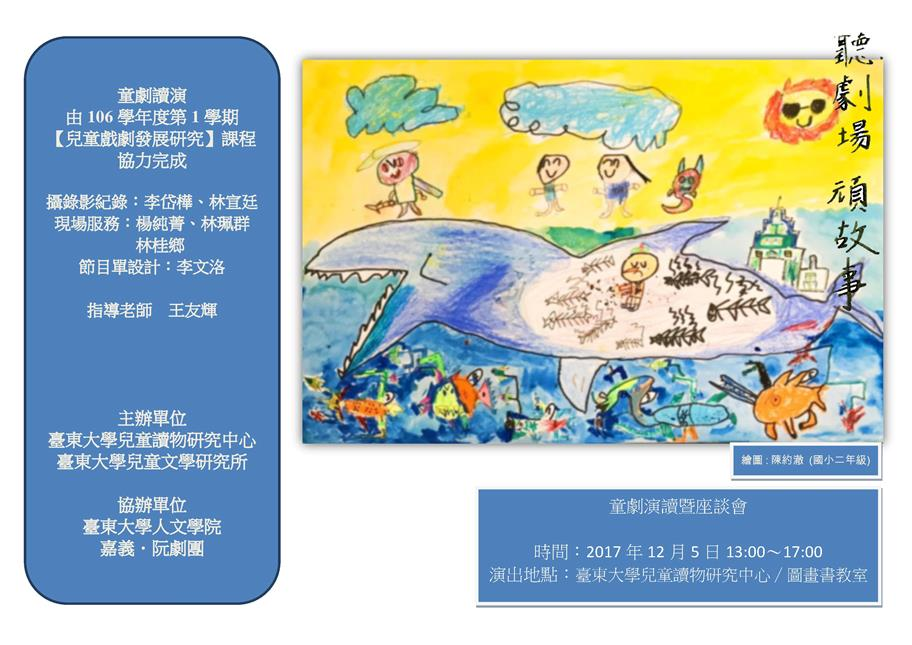 童劇讀演
由 106 學年度第 1 學期
【兒童戲劇發展研究】課程
協力完成
攝錄影紀錄：李岱樺、林宜廷
現場服務：楊純菁、林珮群
林桂鄉
節目單設計：李文洛
指導老師 王友輝
主辦單位
臺東大學兒童讀物研究中心
臺東大學兒童文學研究所
協辦單位
臺東大學人文學院
嘉義・阮劇團
聽劇場 頑故事
繪圖 : 陳約澈 (國小二年級)
童劇演讀暨座談會
時間：2017 年 12 月 5 日 13:00～17:00
演出地點：臺東大學兒童讀物研究中心 / 圖畫書教室